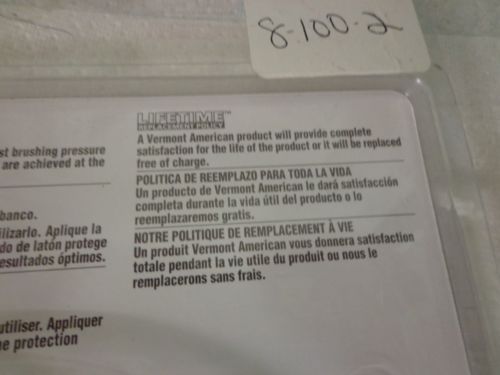 8-100-2
LIFETIME™
REPLACEMENT POLICY
A Vermont American product will provide complete
satisfaction for the life of the product or it will be replaced
free of charge.
POLITICA DE REEMPLAZO PARA TODA LA VIDA
Un producto de Vermont American le dará satisfacción
completa durante la vida útil del producto o lo
reemplazaremos gratis.
NOTRE POLITIQUE DE REMPLACEMENT À VIE
Un produit Vermont American vous donnera satisfaction
totale pendant la vie utile du produit ou nous le
remplacerons sans frais.
st brushing pressure
are achieved at the
banco.
ilizarlo. Aplique la
do de latón protege
esultados óptimos.
utiliser. Appliquer
ne protection